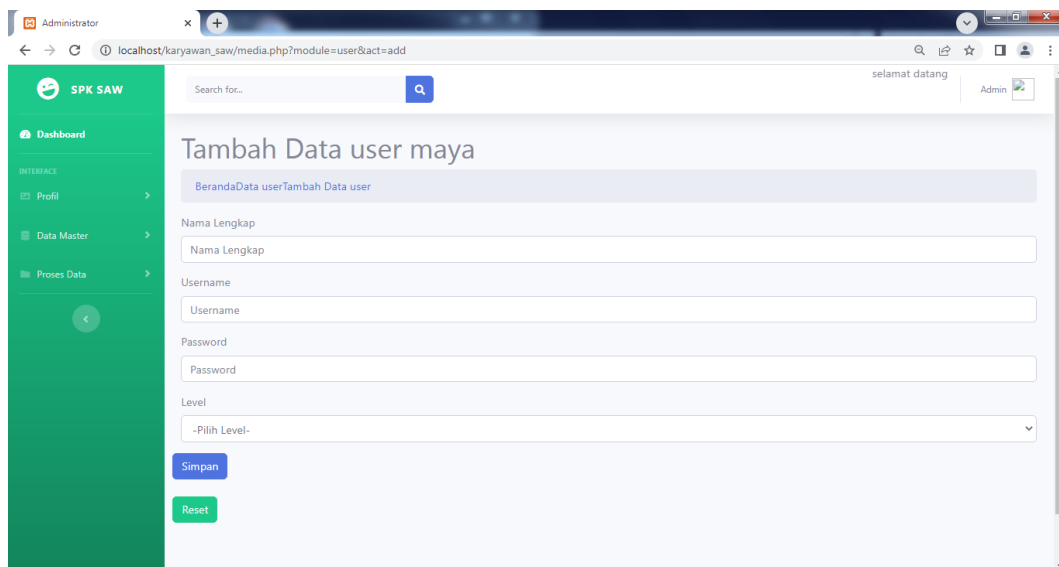 Administrator
localhost/karyawan_saw/media.php?module=user&act=add
SPK SAW
Search for...
selamat datang
Admin
Dashboard
INTERFACE
Profil
Data Master
Proses Data
Tambah Data user maya
BerandaData userTambah Data user
Nama Lengkap
Nama Lengkap
Username
Username
Password
Password
Level
-Pilih Level-
Simpan
Reset